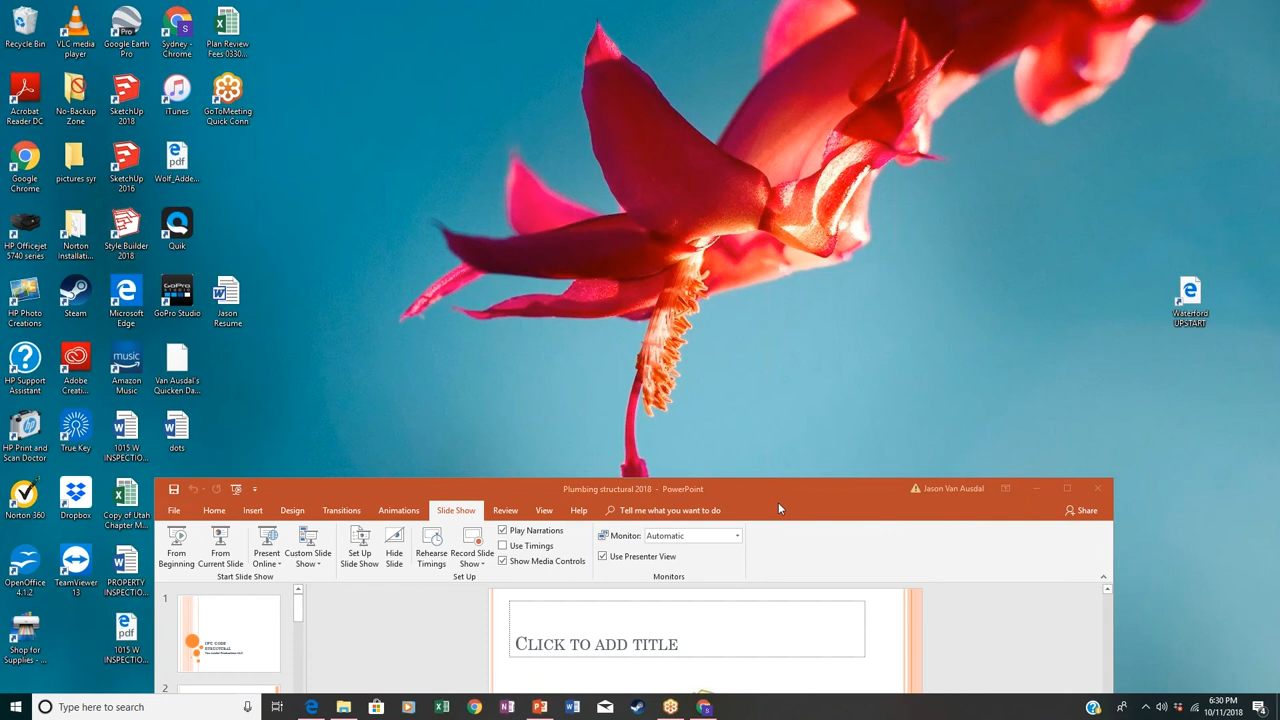 Recycle Bin
VLC media player
Google Earth Pro
Sydney - Chrome
Plan Review Fees 0330...
Acrobat Reader DC
No-Backup Zone
SketchUp 2018
iTunes
GoToMeeting Quick Conn
Google Chrome
pictures syr
SketchUp 2016
Wolf_Adde...
HP Officejet 5740 series
Norton Installati...
Style Builder 2018
Quik
HP Photo Creations
Steam
Microsoft Edge
GoPro Studio
Jason Resume
Waterford UPSTART
HP Support Assistant
Adobe Creati...
Amazon Music
Van Ausdal's Quicken Da...
HP Print and Scan Doctor
True Key
1015 W INSPECTIO...
dots
Norton 360
Dropbox
Copy of Utah Chapter M...
OpenOffice 4.1.2
TeamViewer 13
PROPERTY INSPECTIO...
Shop for Supplies - ...
1015 W INSPECTIO...
Plumbing structural 2018 - PowerPoint
Jason Van Ausdal
File Home Insert Design Transitions Animations Slide Show Review View Help Tell me what you want to do Share
From Beginning
From Current Slide
Present Online
Custom Slide Show
Set Up Slide Show
Hide Slide
Rehearse Timings
Record Slide Show
Play Narrations
Use Timings
Show Media Controls
Monitor: Automatic
Use Presenter View
Start Slide Show
Set Up
Monitors
1
IPC CODE
STRUCTURAL
2
CLICK TO ADD TITLE
Type here to search
6:30 PM
10/11/2018